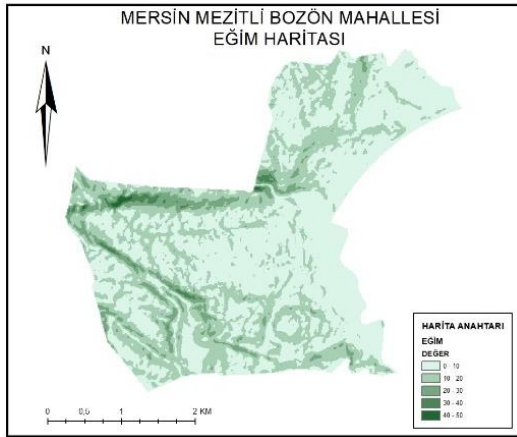 MERSİN MEZİTLİ BOZÖN MAHALLESİ
EĞİM HARİTASI
N
HARİTA ANAHTARI
EĞİM
DEĞER
0 - 10
10 - 20
20 - 30
30 - 40
40 - 50
0 0,5 1 2 KM